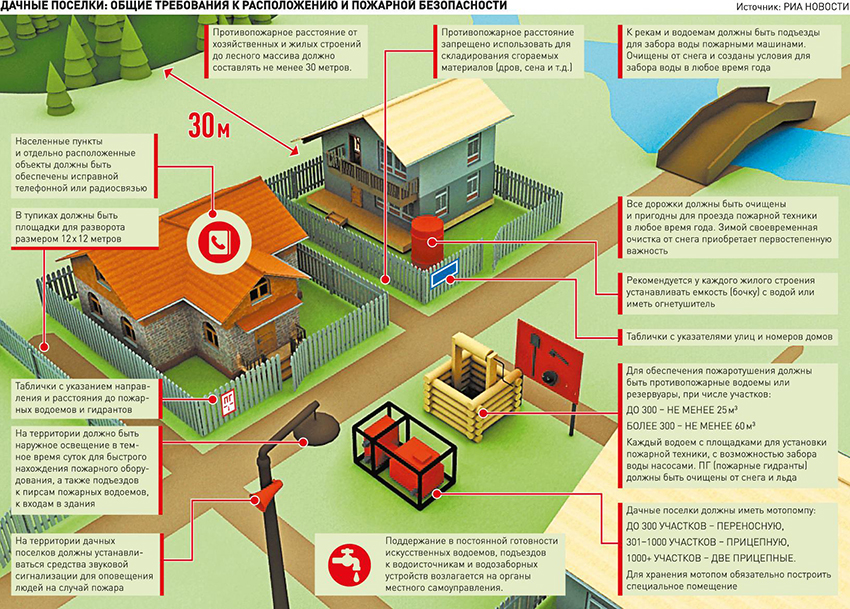 ДАЧНЫЕ ПОСЕЛКИ: ОБЩИЕ ТРЕБОВАНИЯ К РАСПОЛОЖЕНИЮ И ПОЖАРНОЙ БЕЗОПАСНОСТИ
Источник: РИА НОВОСТИ
Противопожарное расстояние от
хозяйственных и жилых строений
до лесного массива должно
составлять не менее 30 метров.
Противопожарное расстояние
запрещено использовать для
складирования сгораемых
материалов (дров, сена и т.д.)
К рекам и водоемам должны быть подъезды
для забора воды пожарными машинами.
Очищены от снега и созданы условия для
забора воды в любое время года
30 м
Населенные пункты
и отдельно расположенные
объекты должны быть
обеспечены исправной
телефонной или радиосвязью
В тупиках должны быть
площадки для разворота
размером 12х12 метров
Все дорожки должны быть очищены
и пригодны для проезда пожарной техники
в любое время года. Зимой своевременная
очистка от снега приобретает первостепенную
важность
Рекомендуется у каждого жилого строения
устанавливать емкость (бочку) с водой или
иметь огнетушитель
Таблички с указателями улиц и номеров домов
Таблички с указанием направ-
ления и расстояния до пожар-
ных водоемов и гидрантов
ПГ
На территории должно быть
наружное освещение в тем-
ное время суток для быстрого
нахождения пожарного обору-
дования, а также подъездов
к пирсам пожарных водоемов,
к входам в здания
На территории дачных
поселков должны устанавли-
ваться средства звуковой
сигнализации для оповещения
людей на случай пожара
Поддержание в постоянной готовности
искусственных водоемов, подъездов
к водоисточникам и водозаборных
устройств возлагается на органы
местного самоуправления.
Для обеспечения пожаротушения должны
быть противопожарные водоемы или
резервуары, при числе участков:
ДО 300 – НЕ МЕНЕЕ 25 м³
БОЛЕЕ 300 – НЕ МЕНЕЕ 60 м³
Каждый водоем с площадками для установки
пожарной техники, с возможностью забора
воды насосами. ПГ (пожарные гидранты)
должны быть очищены от снега и льда
Дачные поселки должны иметь мотопомпу:
ДО 300 УЧАСТКОВ – ПЕРЕНОСНУЮ,
301–1000 УЧАСТКОВ – ПРИЦЕПНУЮ,
1000+ УЧАСТКОВ – ДВЕ ПРИЦЕПНЫЕ.
Для хранения мотопом обязательно построить
специальное помещение